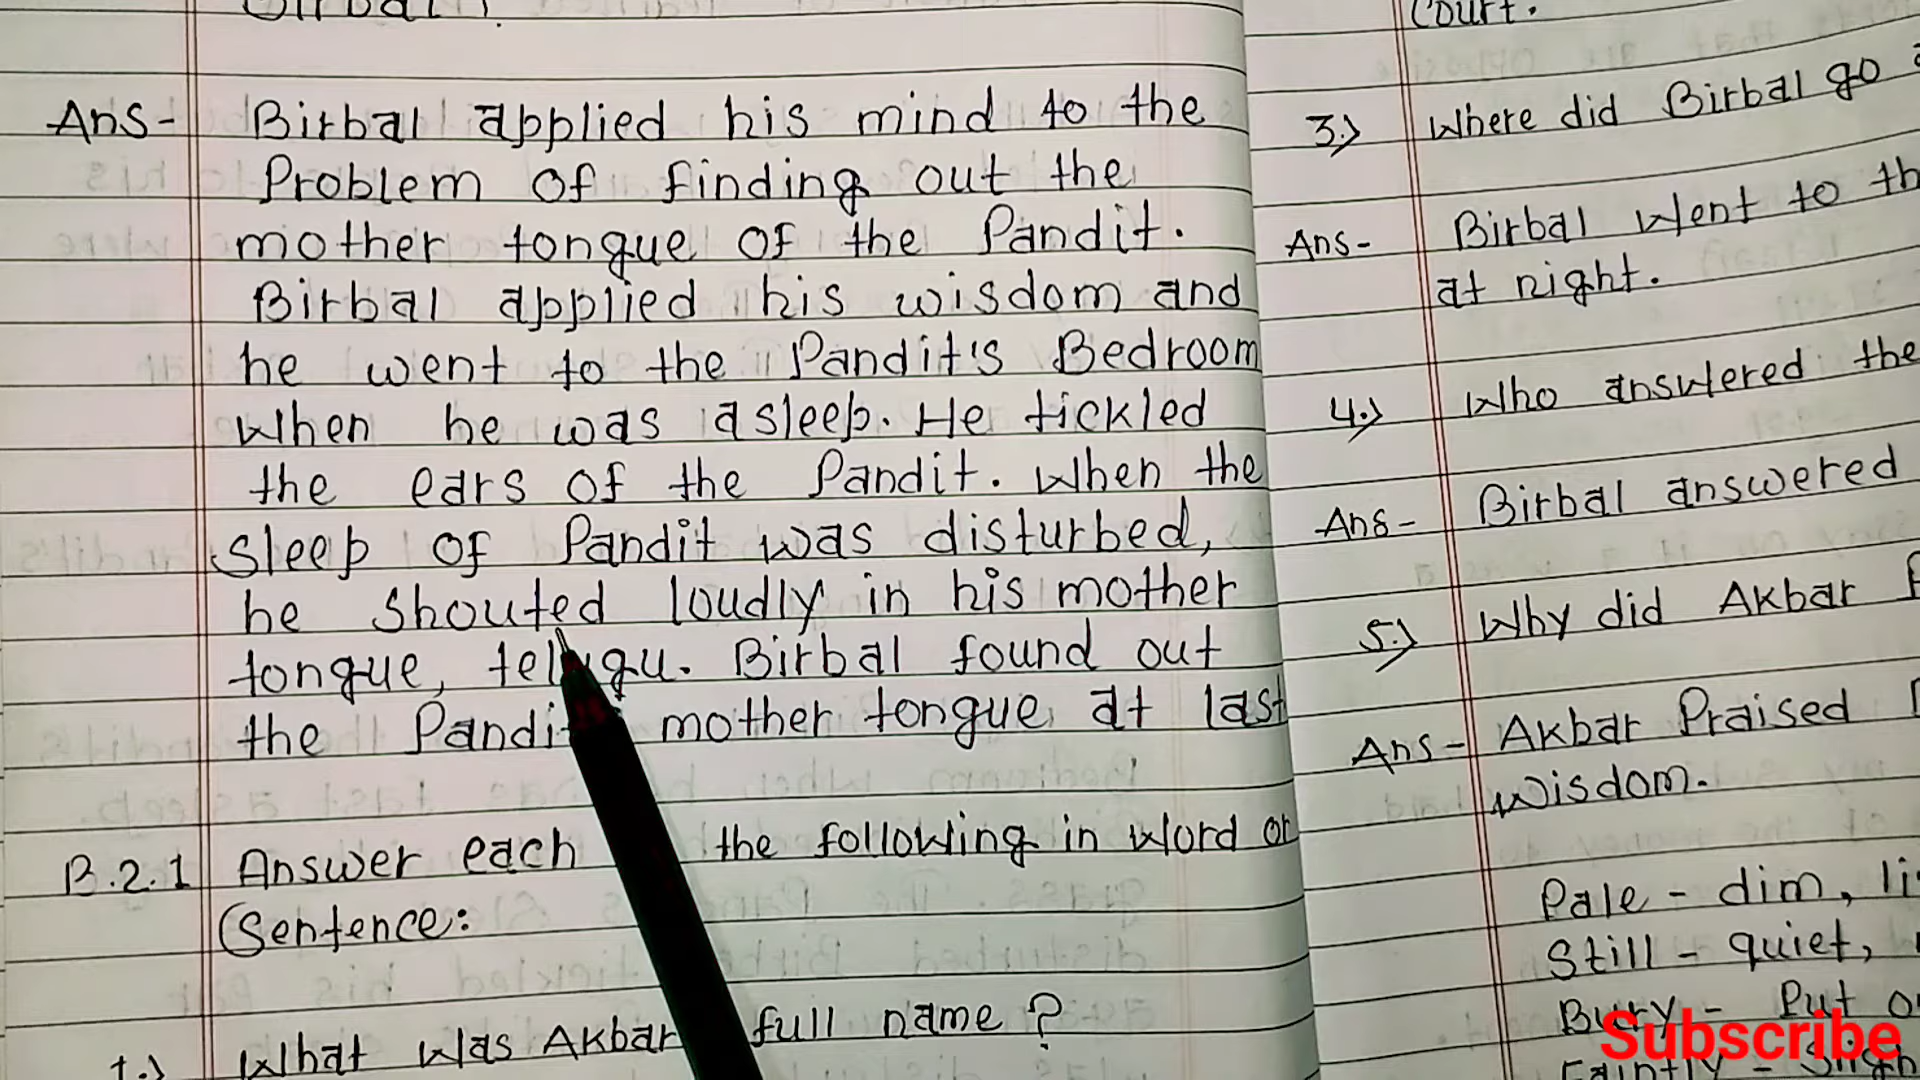 Birbal
Ans- Birbal applied his mind to the
Problem of finding out the
mother tongue of the Pandit.
Birbal applied his wisdom and
he went to the Pandit's Bedroom
when he was asleep. He tickled
the ears of the Pandit. When the
sleep of Pandit was disturbed,
he shouted loudly in his mother
tongue, telugu. Birbal found out
the Pandit mother tongue at last
B.2.1 Answer each the following in word or
Sentence:
1.) What was Akbar full name?
Court.
3.) Where did Birbal go
Ans- Birbal went to th
at night.
4.) Who answered the
Ans- Birbal answered
5.) Why did Akbar
Ans- Akbar Praised
wisdom.
Pale - dim, li
Still - quiet,
Bury - Put o
Faintly - Sligh
Subscribe